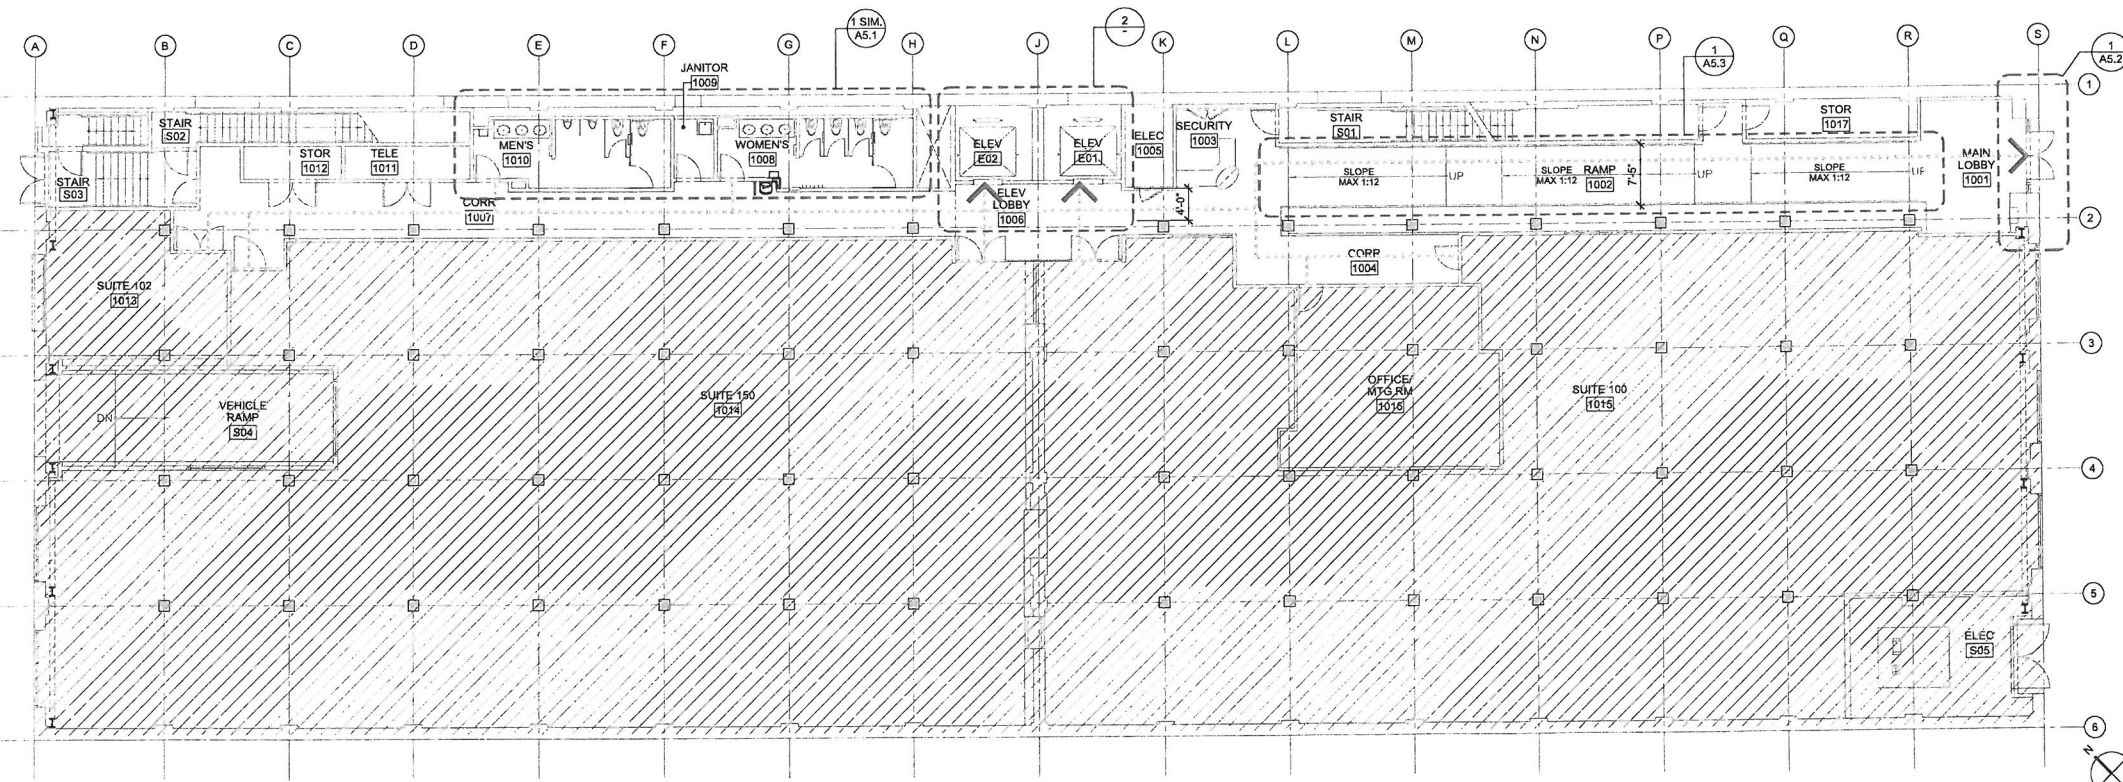 A
B
C
D
E
F
G
H
J
K
L
M
N
P
Q
R
S
1 SIM.
A5.1
2
-
1
A5.3
1
A5.2
1
2
3
4
5
6
JANITOR
1009
STAIR
S02
STOR
1012
TELE
1011
MEN'S
1010
WOMEN'S
1008
ELEV
E02
ELEV
E01
ELEC
1005
SECURITY
1003
STAIR
S01
STOR
1017
MAIN
LOBBY
1001
SLOPE
MAX 1:12
UP
SLOPE
MAX 1:12
RAMP
1002
7'-5"
UP
SLOPE
MAX 1:12
UP
STAIR
S03
CORR
1007
ELEV
LOBBY
1006
4'-0"
CORR
1004
SUITE 102
1013
DN
VEHICLE
RAMP
S04
SUITE 150
1014
OFFICE/
MTG RM
1016
SUITE 100
1015
ELEC
S05
N